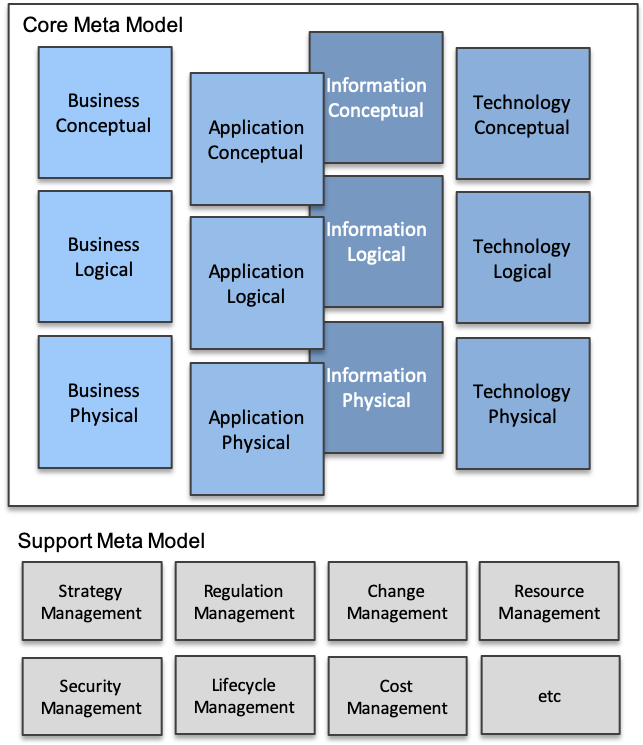 Core Meta Model
Business
Conceptual
Application
Conceptual
Information
Conceptual
Technology
Conceptual
Business
Logical
Application
Logical
Information
Logical
Technology
Logical
Business
Physical
Application
Physical
Information
Physical
Technology
Physical
Support Meta Model
Strategy
Management
Regulation
Management
Change
Management
Resource
Management
Security
Management
Lifecycle
Management
Cost
Management
etc